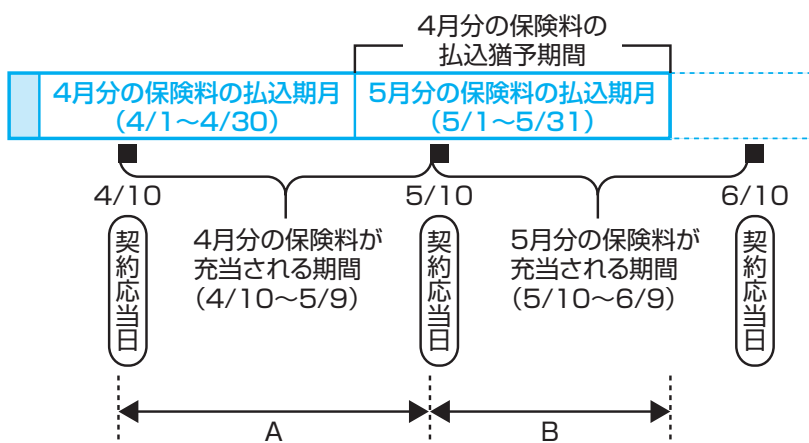 4月分の保険料の
払込猶予期間
4月分の保険料の払込期月
（4/1〜4/30）
5月分の保険料の払込期月
（5/1〜5/31）
4/10
5/10
6/10
契約応当日
4月分の保険料が
充当される期間
（4/10〜5/9）
契約応当日
5月分の保険料が
充当される期間
（5/10〜6/9）
契約応当日
A
B